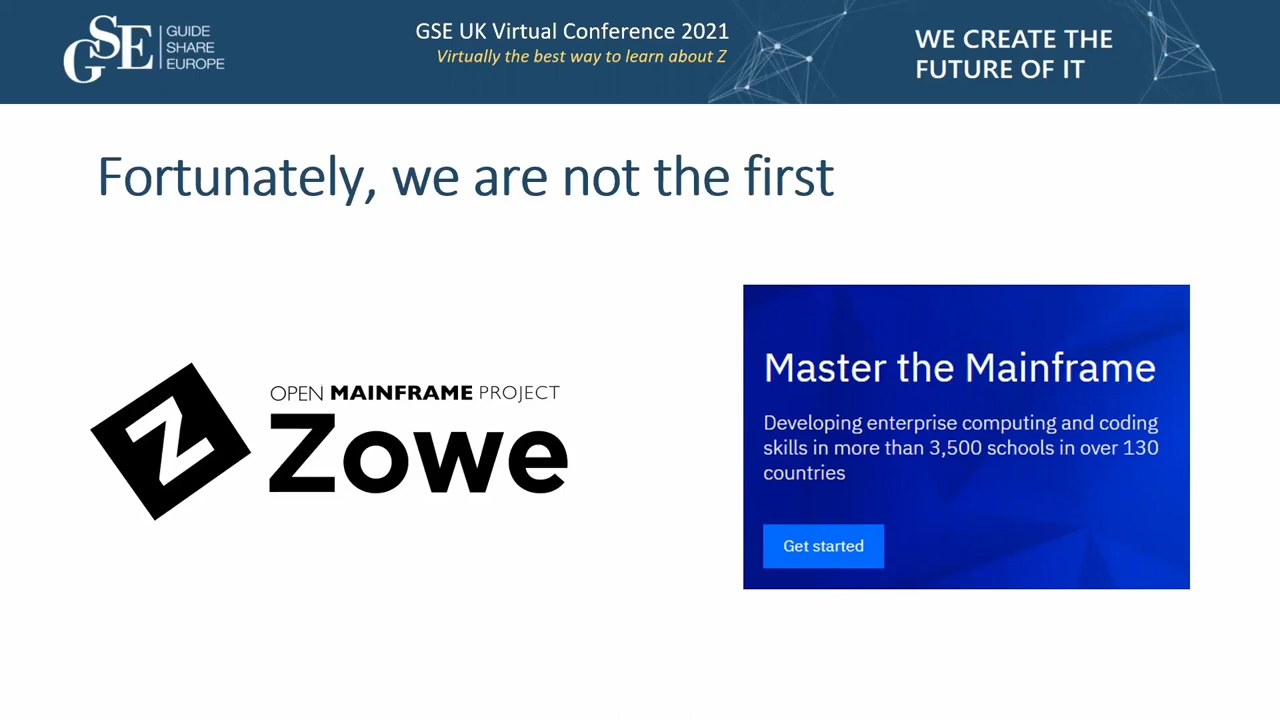 GSE
GUIDE
SHARE
EUROPE
GSE UK Virtual Conference 2021
Virtually the best way to learn about Z
WE CREATE THE
FUTURE OF IT
Fortunately, we are not the first
Z
OPEN MAINFRAME PROJECT
Zowe
Master the Mainframe
Developing enterprise computing and coding
skills in more than 3,500 schools in over 130
countries
Get started